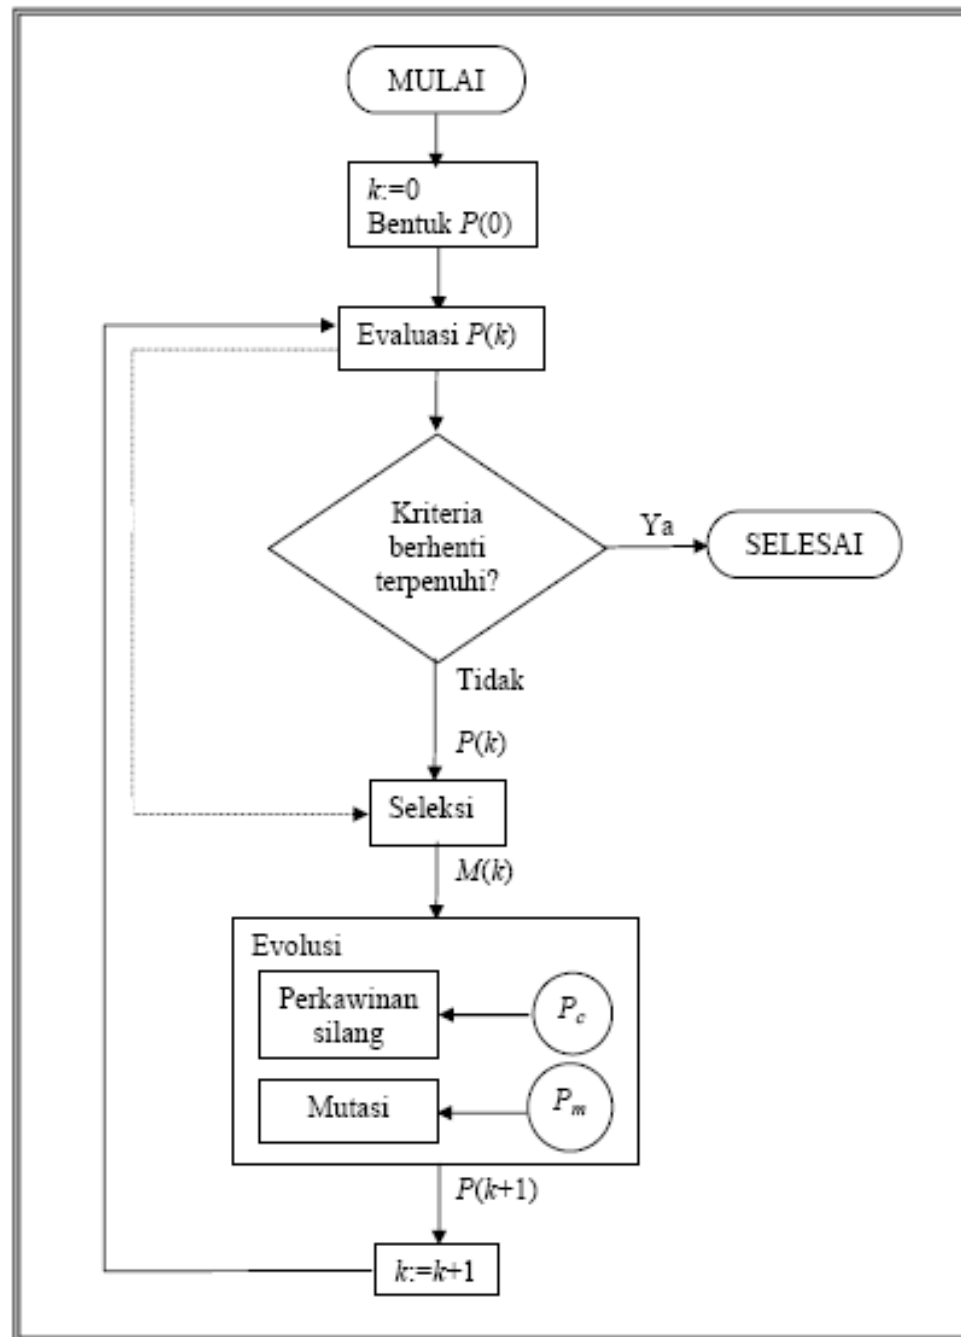 MULAI
k:=0
Bentuk P(0)
Evaluasi P(k)
Kriteria
berhenti
terpenuhi?
Ya
SELESAI
Tidak
P(k)
Seleksi
M(k)
Evolusi
Perkawinan
silang
Pc
Mutasi
Pm
P(k+1)
k:=k+1